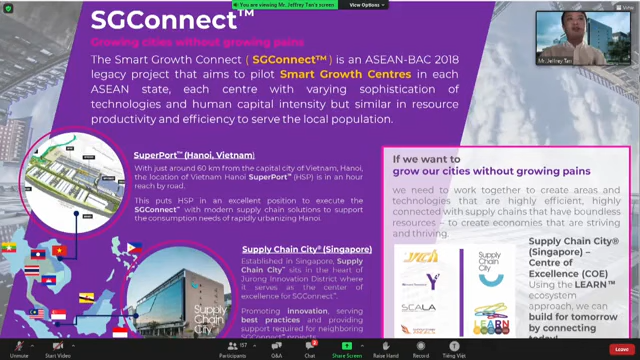 You are viewing Mr. Jeffrey Tan's screen
View Options
View
SGConnect™
Growing cities without growing pains
The Smart Growth Connect ( SGConnect™ ) is an ASEAN-BAC 2018
legacy project that aims to pilot Smart Growth Centres in each
ASEAN state, each centre with varying sophistication of
technologies and human capital intensity but similar in resource
productivity and efficiency to serve the local population.
Mr. Jeffrey Tan
SuperPort™ (Hanoi, Vietnam)
With just around 60 km from the capital city of Vietnam, Hanoi,
the location of Vietnam Hanoi SuperPort™ (HSP) is in an hour
reach by road.
This puts HSP in an excellent position to execute the
SGConnect™ with modern supply chain solutions to support
the consumption needs of rapidly urbanizing Hanoi
Supply Chain City® (Singapore)
Established in Singapore, Supply
Chain City™ sits in the heart of
Jurong Innovation District where
it serves as the center of
excellence for SGConnect™.
Promoting innovation, serving
best practices and providing
support required for neighboring
SGConnect™ projects
Supply
Chain
City
If we want to
grow our cities without growing pains
we need to work together to create areas and
technologies that are highly efficient, highly
connected with supply chains that have boundless
resources – to create economies that are striving
and thriving.
YCH
Y
SCALA
Supply
Chain
City
LEARN
Supply Chain City®
(Singapore) –
Centre of
Excellence (COE)
Using the LEARN™
ecosystem
approach, we can
build for tomorrow
by connecting
today!
Unmute
Start Video
Participants
157
Q&A
Chat
Share Screen
Raise Hand
Record
Tiếng Việt
Leave